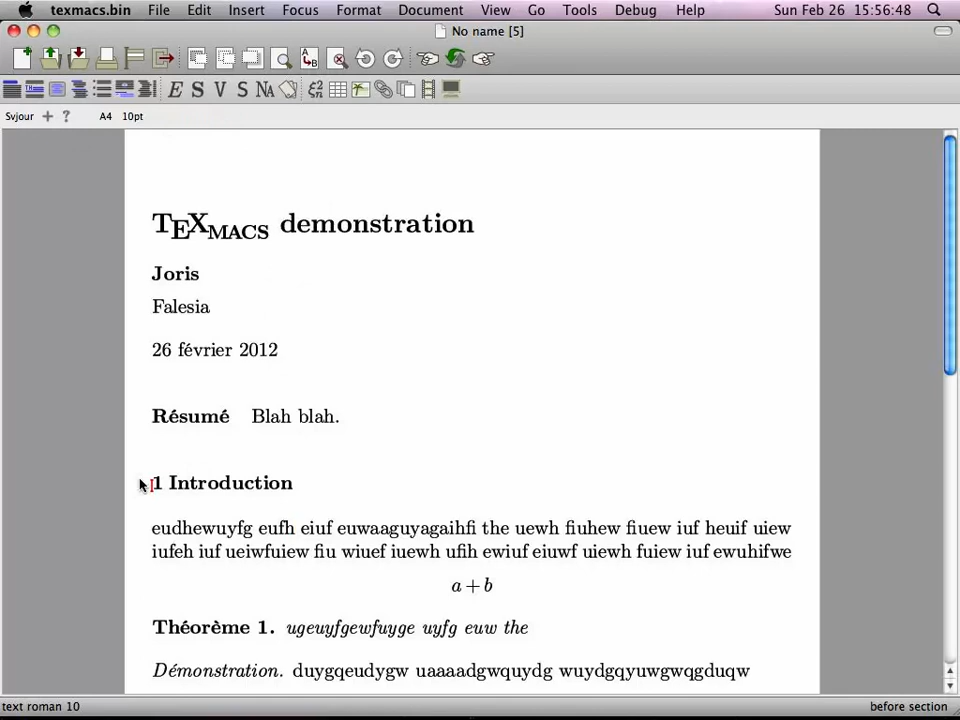 texmacs.bin File Edit Insert Focus Format Document View Go Tools Debug Help Sun Feb 26 15:56:48
No name [5]
E S V S NA
Svjour + ? A4 10pt
TEXMACS demonstration
Joris
Falesia
26 février 2012
Résumé Blah blah.
1 Introduction
eudhewuyfg eufh eiuf euwaaguyagaihfi the uewh fiuhew fiuew iuf heuif uiew
iufeh iuf ueiwfuiew fiu wiuef iuewh ufih ewiuf eiuwf uiewh fuiew iuf ewuhifwe
a + b
Théorème 1. ugeuyfgewfuyge uyfg euw the
Démonstration. duygqeudygw uaaaadgwquydg wuydgqyuwgwqgduqw
text roman 10 before section